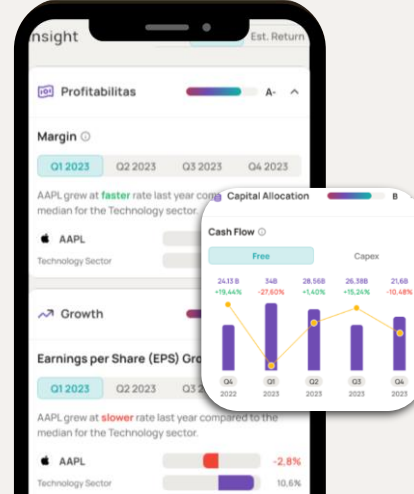 nsight
Est. Return
Profitabilitas
A-
Margin
Q1 2023 Q2 2023 Q3 2023 Q4 2023
AAPL grew at faster rate last year
median for the Technology sector.
AAPL
Technology Sector
Capital Allocation
B
Cash Flow
Free Capex
24.13 B 34B 28,56B 26,38B 21,6B
+19,44% -27,60% +1,40% +15,24% -10,48%
Q4 Q1 Q2 Q3 Q4
2022 2023 2023 2023 2023
Growth
Earnings per Share (EPS) Gro
Q1 2023 Q2 2023 Q3 2
AAPL grew at slower rate last year compared to the
median for the Technology sector.
AAPL
-2,8%
Technology Sector
10,6%